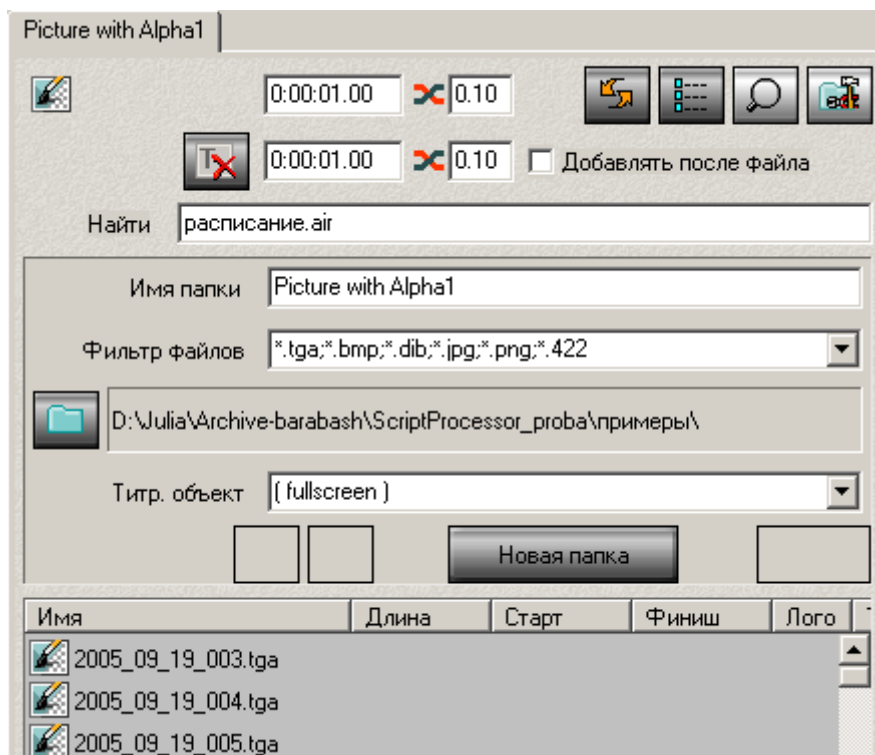 Picture with Alpha1
0:00:01.00 0.10
edit
T 0:00:01.00 0.10 Добавлять после файла
Найти расписание.air
Имя папки Picture with Alpha1
Фильтр файлов *.tga;*.bmp;*.dib;*.jpg;*.png;*.422
D:\Julia\Archive-barabash\ScriptProcessor_proba\примеры\
Титр. объект ( fullscreen )
Новая папка
Имя Длина Старт Финиш Лого
2005_09_19_003.tga
2005_09_19_004.tga
2005_09_19_005.tga